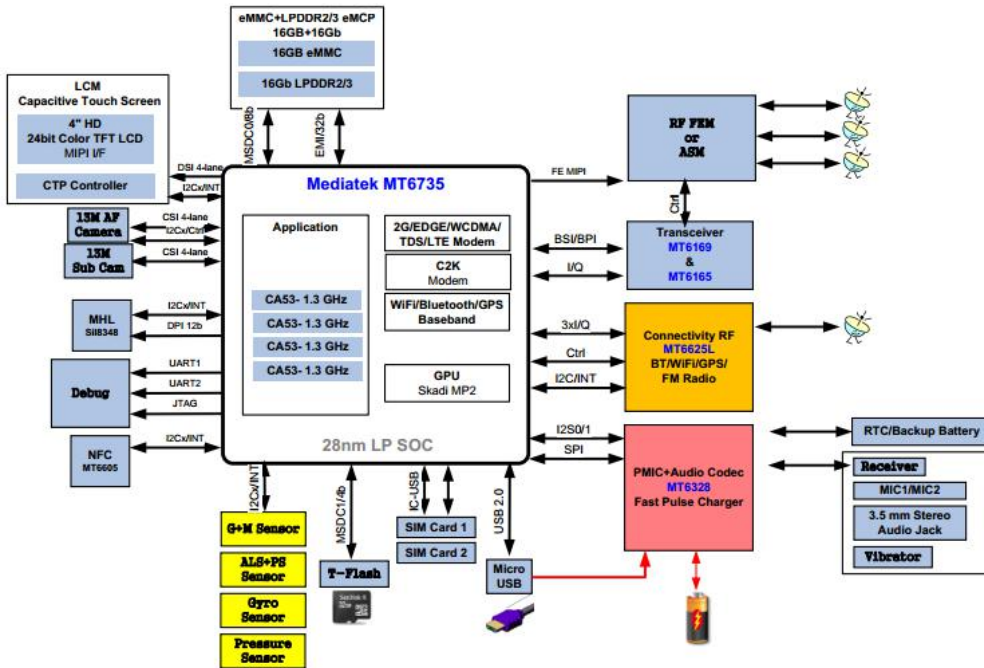 eMMC+LPDDR2/3 eMCP
16GB+16Gb
16GB eMMC
16Gb LPDDR2/3
LCM
Capacitive Touch Screen
4" HD
24bit Color TFT LCD
MIPI I/F
CTP Controller
MSDC0/8b
EMI/32b
DSI 4-lane
I2Cx/INT
13M AF
Camera
CSI 4-lane
I2Cx/Ctrl
13M
Sub Cam
CSI 4-lane
MHL
SiI8348
I2Cx/INT
DPI 12b
Debug
UART1
UART2
JTAG
NFC
MT6605
I2Cx/INT
Mediatek MT6735
Application
CA53- 1.3 GHz
CA53- 1.3 GHz
CA53- 1.3 GHz
CA53- 1.3 GHz
2G/EDGE/WCDMA/
TDS/LTE Modem
C2K
Modem
WiFi/Bluetooth/GPS
Baseband
GPU
Skadi MP2
28nm LP SOC
FE MIPI
RF FEM
or
ASM
Ctrl
BSI/BPI
I/Q
Transceiver
MT6169
&
MT6165
3xI/Q
Ctrl
I2C/INT
Connectivity RF
MT6625L
BT/WiFi/GPS/
FM Radio
I2S0/1
SPI
PMIC+Audio Codec
MT6328
Fast Pulse Charger
RTC/Backup Battery
Receiver
MIC1/MIC2
3.5 mm Stereo
Audio Jack
Vibrator
I2Cx/INT
G+M Sensor
ALS+PS
Sensor
Gyro
Sensor
Pressure
Sensor
MSDC1/4b
T-Flash
IC-USB
SIM Card 1
SIM Card 2
USB 2.0
Micro
USB